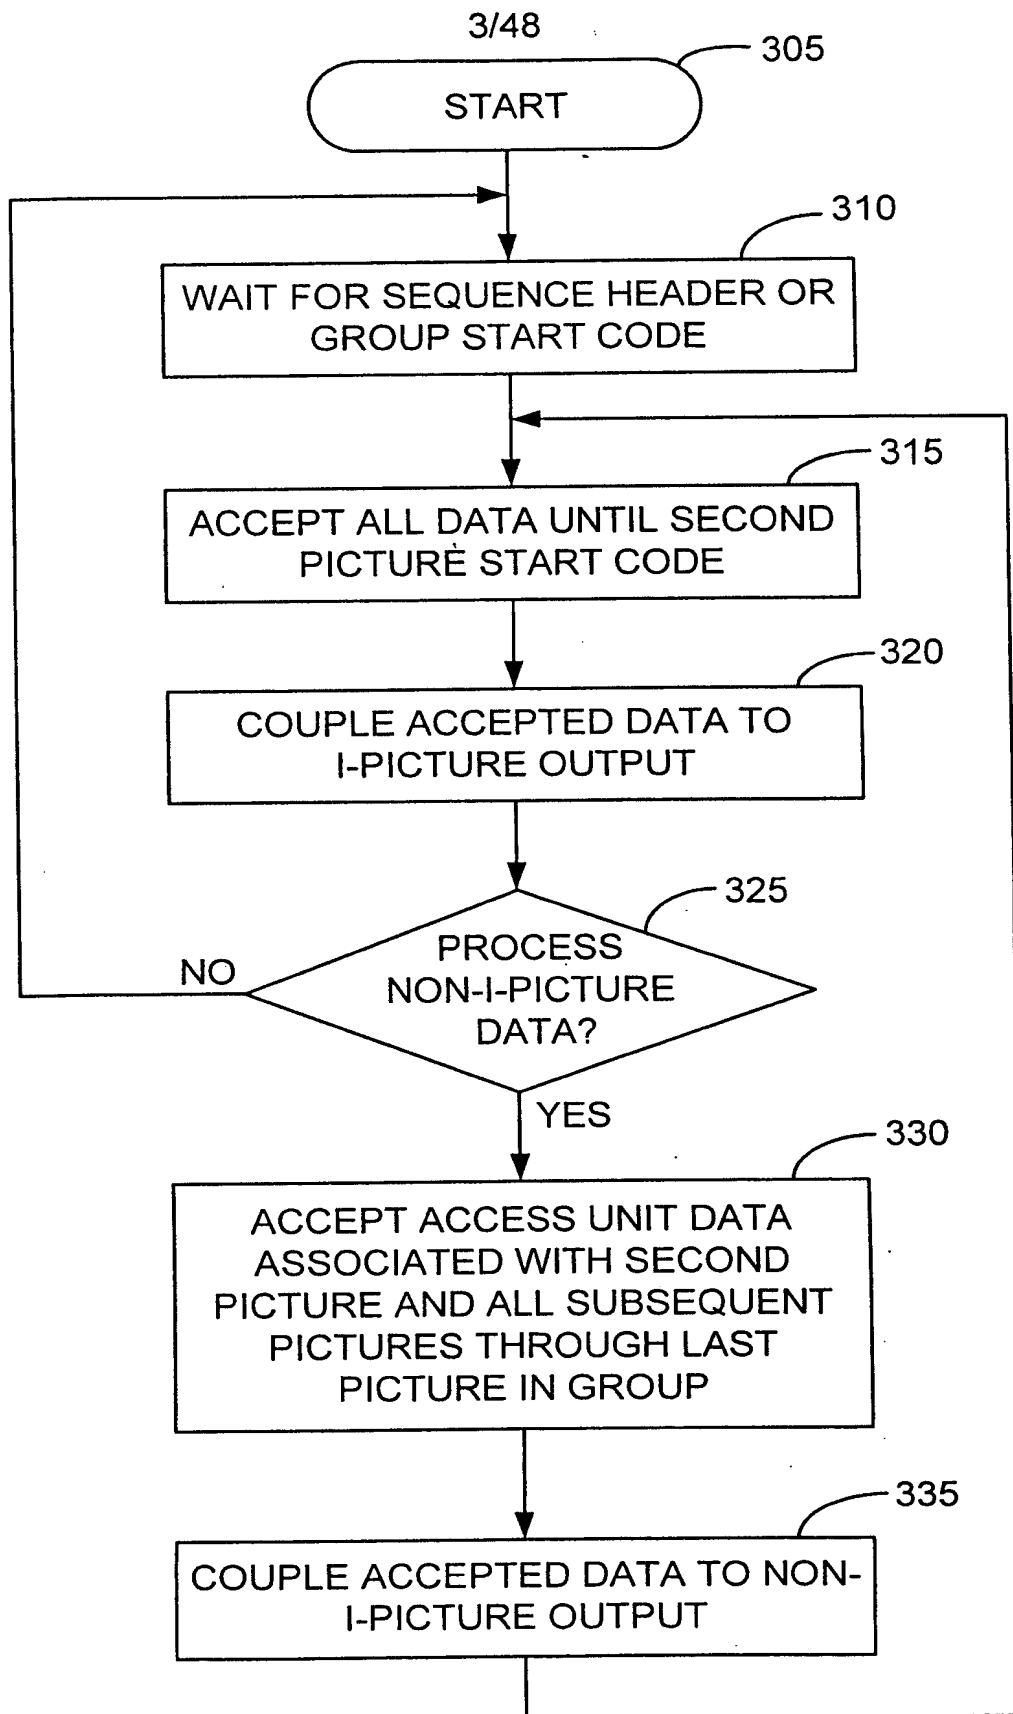 3/48
305
START
310
WAIT FOR SEQUENCE HEADER OR
GROUP START CODE
315
ACCEPT ALL DATA UNTIL SECOND
PICTURE START CODE
320
COUPLE ACCEPTED DATA TO
I-PICTURE OUTPUT
325
PROCESS
NON-I-PICTURE
DATA?
NO
YES
330
ACCEPT ACCESS UNIT DATA
ASSOCIATED WITH SECOND
PICTURE AND ALL SUBSEQUENT
PICTURES THROUGH LAST
PICTURE IN GROUP
335
COUPLE ACCEPTED DATA TO NON-
I-PICTURE OUTPUT